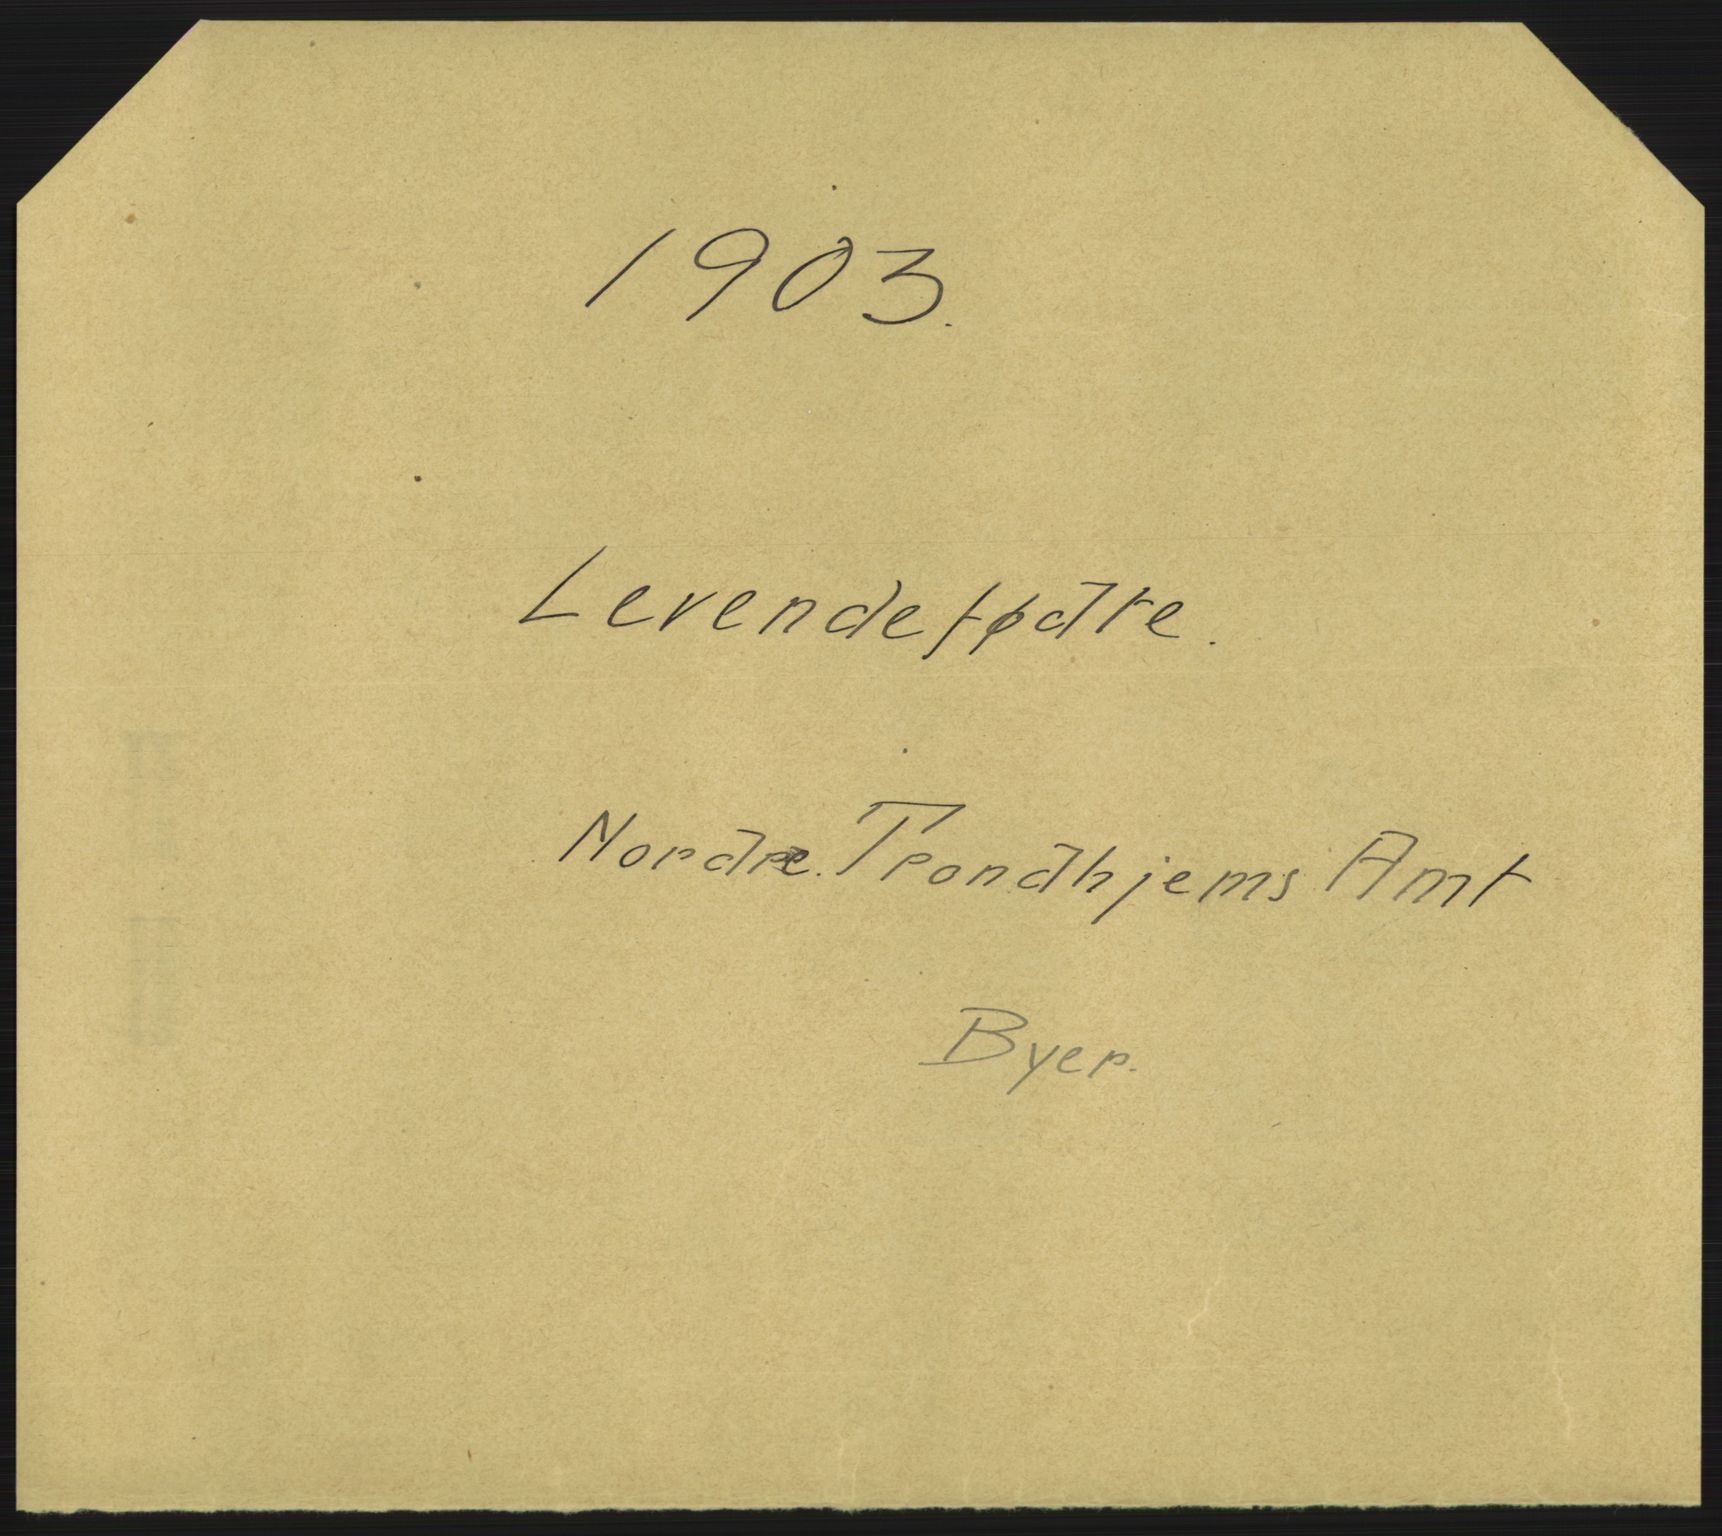 1903.
Levendefødte.
Nordre Trondhjems Amt
Byer.